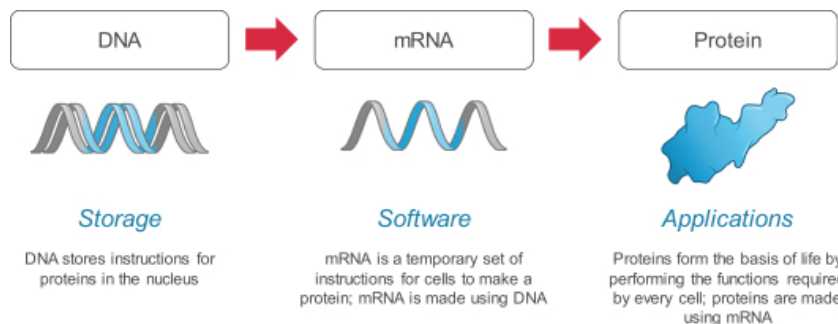 DNA
mRNA
Protein
Storage
Software
Applications
DNA stores instructions for
proteins in the nucleus
mRNA is a temporary set of
instructions for cells to make a
protein; mRNA is made using DNA
Proteins form the basis of life by
performing the functions require
by every cell; proteins are made
using mRNA